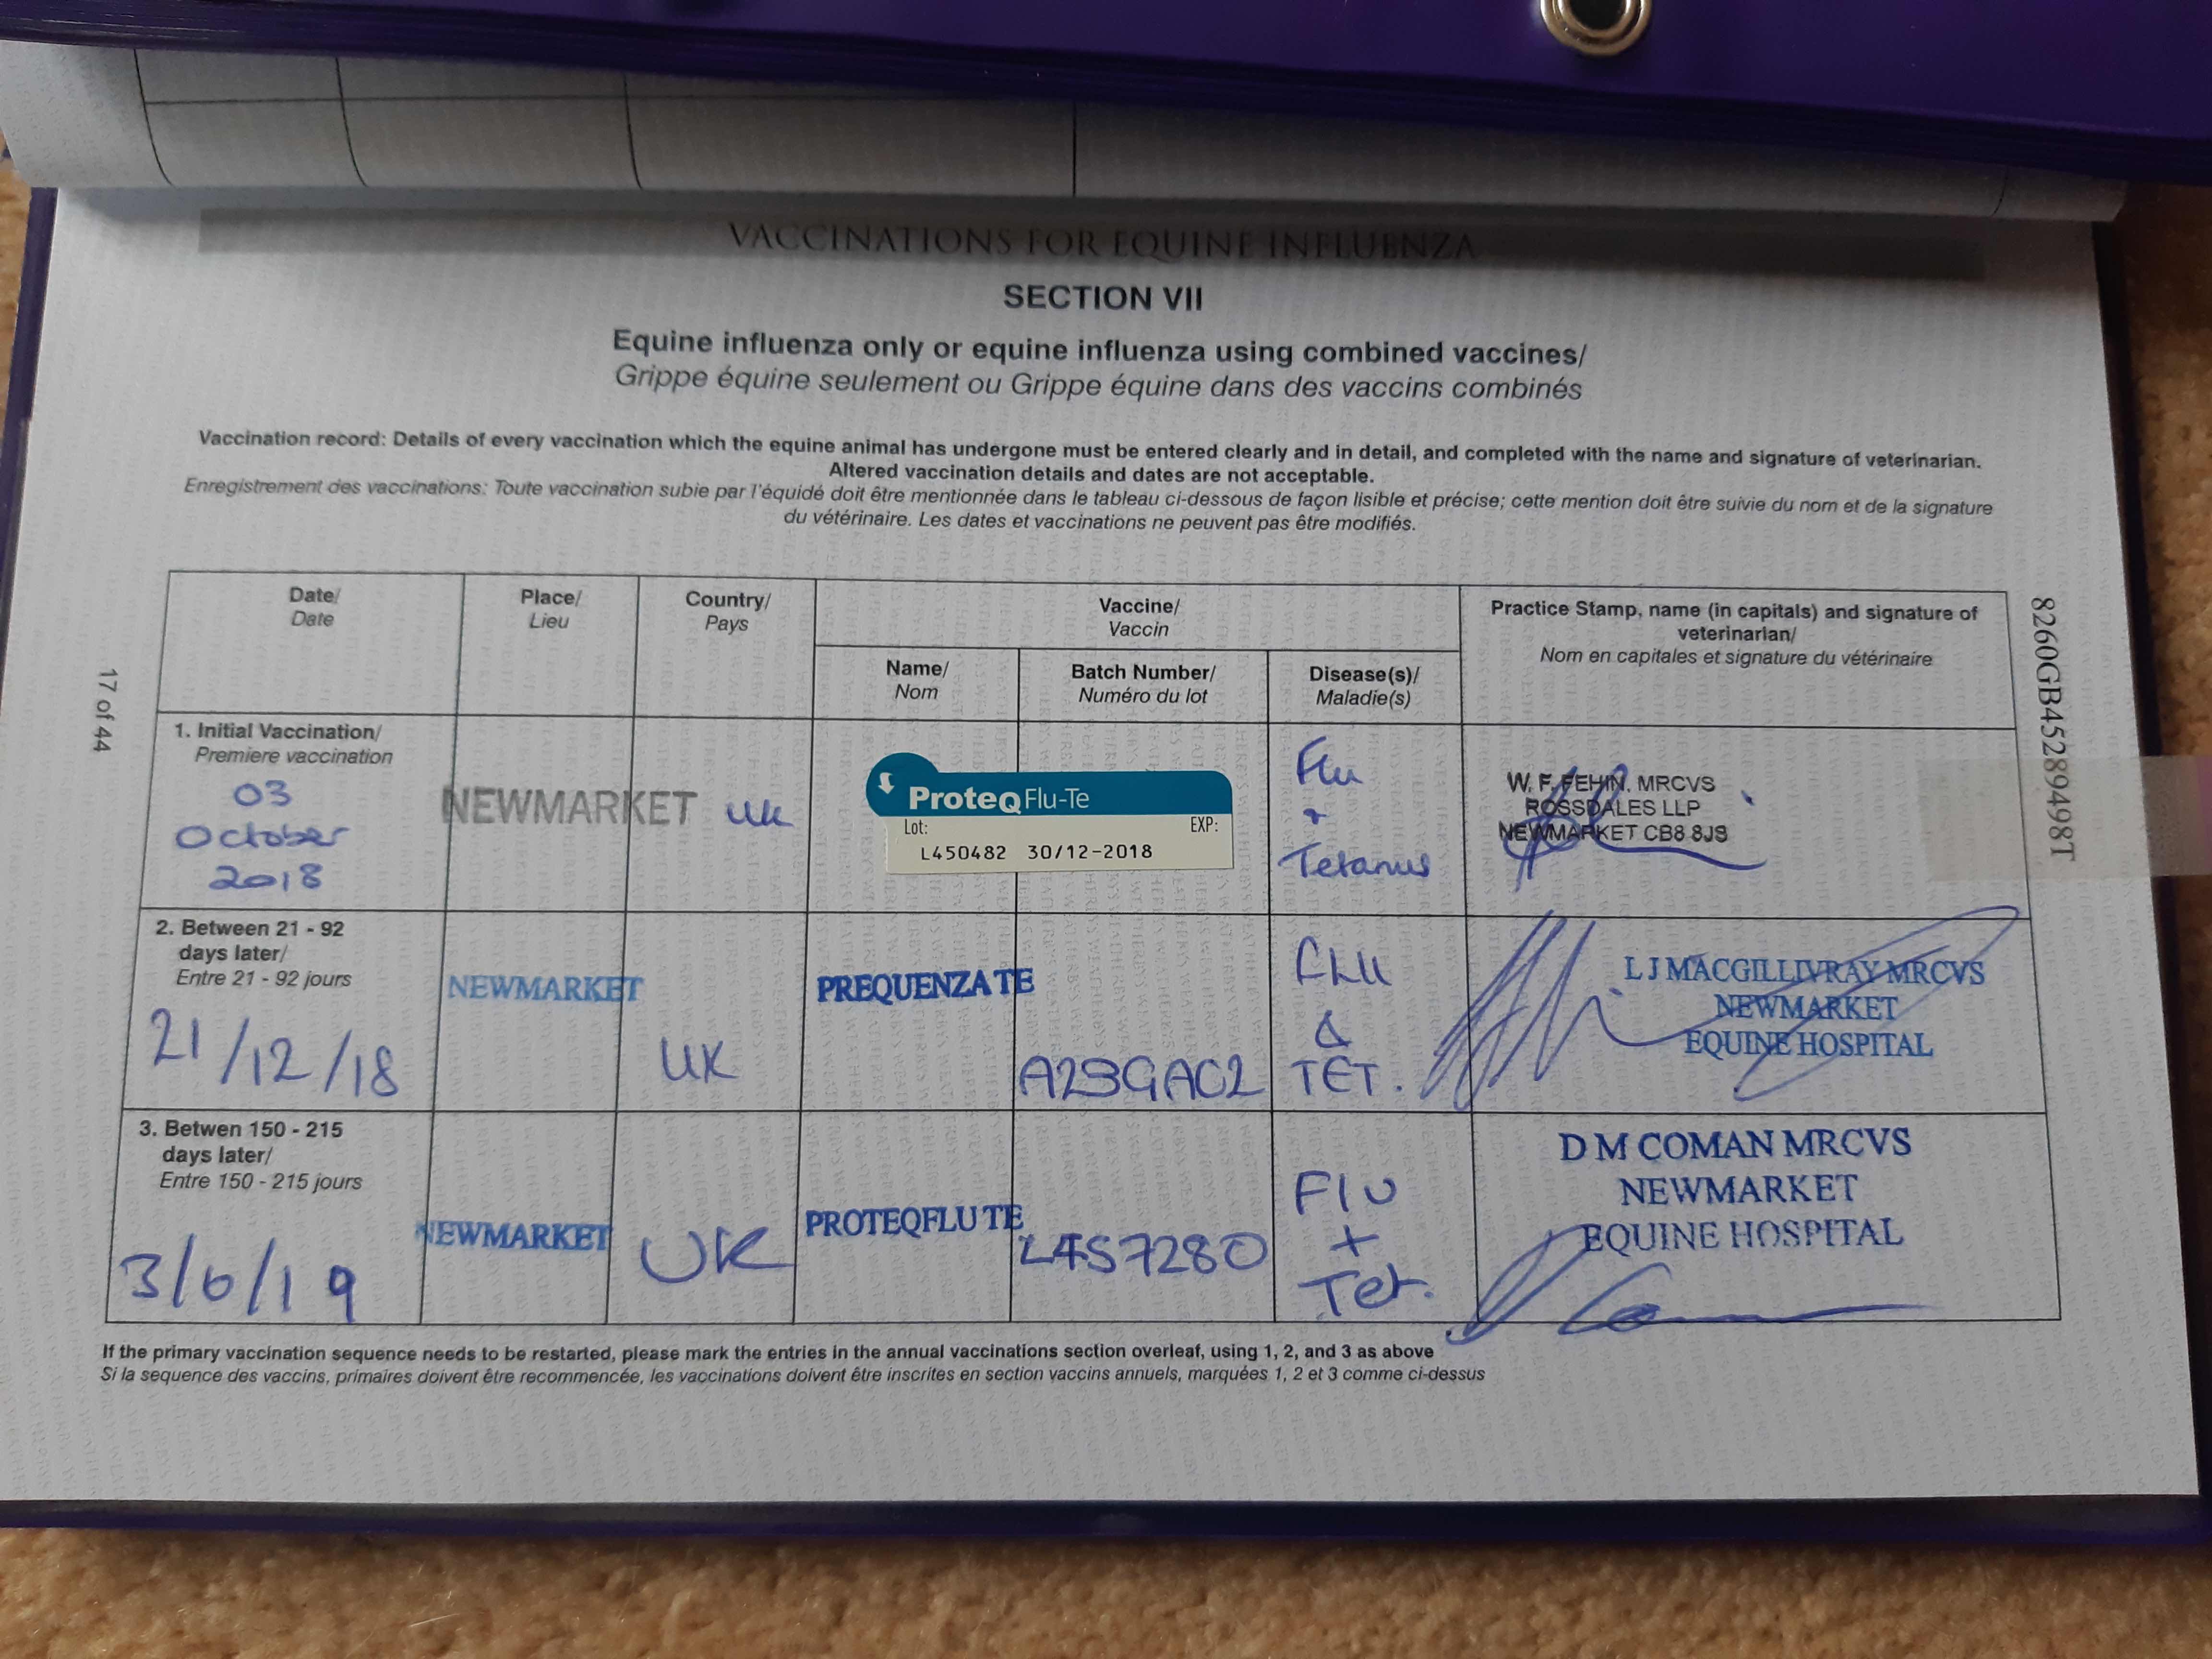 VACCINATIONS FOR EQUINE INFLUENZA
SECTION VII
Equine influenza only or equine influenza using combined vaccines/
Grippe équine seulement ou Grippe équine dans des vaccins combinés
Vaccination record: Details of every vaccination which the equine animal has undergone must be entered clearly and in detail, and completed with the name and signature of veterinarian.
Altered vaccination details and dates are not acceptable.
Enregistrement des vaccinations: Toute vaccination subie par l'équidé doit être mentionnée dans le tableau ci-dessous de façon lisible et précise; cette mention doit être suivie du nom et de la signature
du vétérinaire. Les dates et vaccinations ne peuvent pas être modifiés.
Date/
Date
Place/
Lieu
Country/
Pays
Vaccine/
Vaccin
Name/
Nom
Batch Number/
Numéro du lot
Disease(s)/
Maladie(s)
Practice Stamp, name (in capitals) and signature of
veterinarian/
Nom en capitales et signature du vétérinaire
1. Initial Vaccination/
Premiere vaccination
03
October
2018
NEWMARKET
UK
ProteqFlu-Te
Lot: EXP:
L450482 30/12-2018
Flu
+
Tetanus
W. F. FEHIN. MRCVS
ROSSDALES LLP
NEWMARKET CB8 8JS
2. Between 21 - 92
days later/
Entre 21 - 92 jours
21/12/18
NEWMARKET
UK
PREQUENZA TE
FLU
&
TET.
L J MACGILLIVRAY MRCVS
NEWMARKET
EQUINE HOSPITAL
3. Betwen 150 - 215
days later/
Entre 150 - 215 jours
3/6/19
NEWMARKET
UK
PROTEQFLU TE
L457280
Flu
+
Tet.
D M COMAN MRCVS
NEWMARKET
EQUINE HOSPITAL
If the primary vaccination sequence needs to be restarted, please mark the entries in the annual vaccinations section overleaf, using 1, 2, and 3 as above
Si la sequence des vaccins, primaires doivent être recommencée, les vaccinations doivent être inscrites en section vaccins annuels, marquées 1, 2 et 3 comme ci-dessus
17 of 44
8260GB45289498T